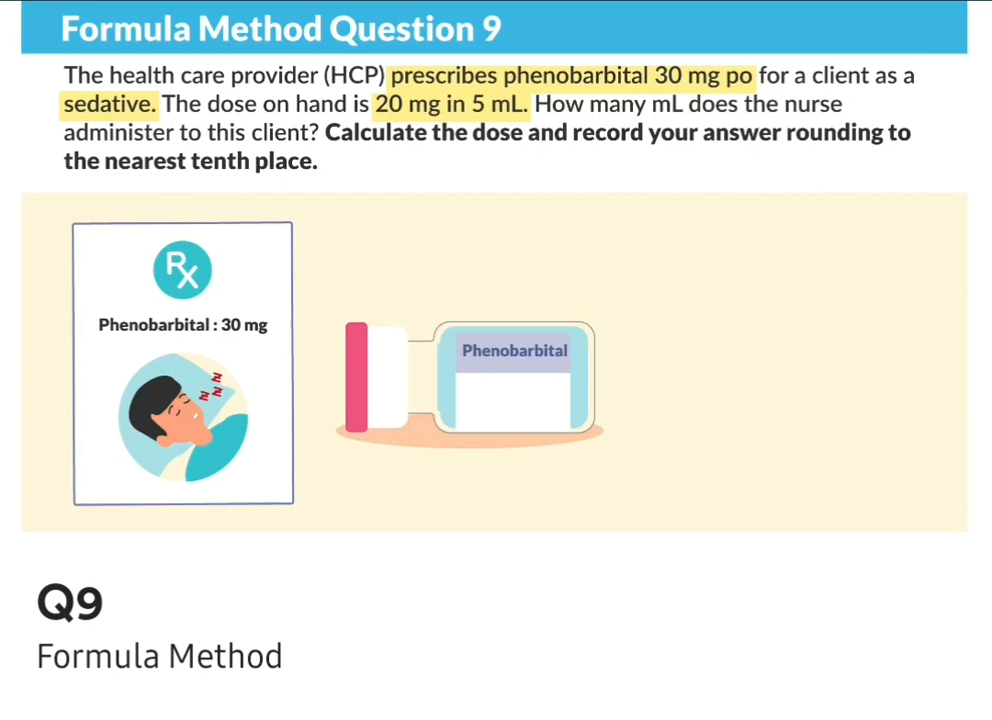 Formula Method Question 9
The health care provider (HCP) prescribes phenobarbital 30 mg po for a client as a
sedative. The dose on hand is 20 mg in 5 mL. How many mL does the nurse
administer to this client? Calculate the dose and record your answer rounding to
the nearest tenth place.
Rx
Phenobarbital : 30 mg
z
z z
Phenobarbital
Q9
Formula Method